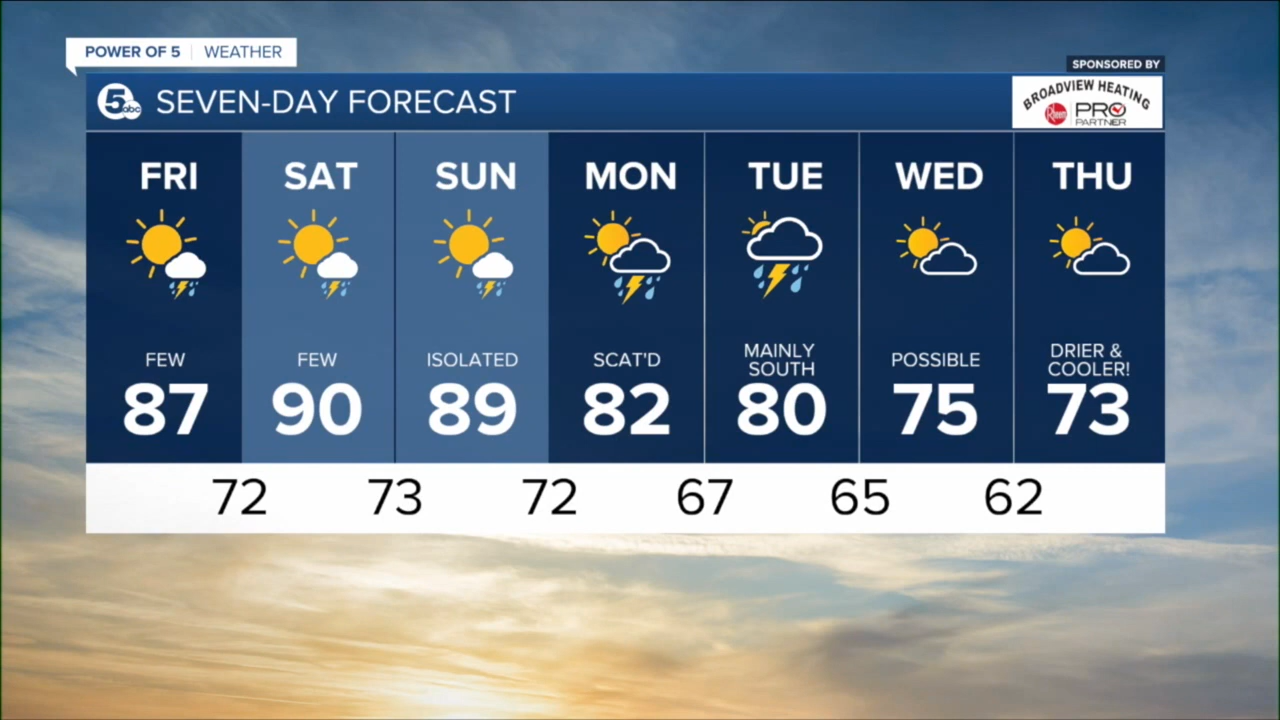 POWER OF 5 | WEATHER
SPONSORED BY
5 abc SEVEN-DAY FORECAST
BROADVIEW HEATING
Rheem PRO
PARTNER
FRI SAT SUN MON TUE WED THU
FEW FEW ISOLATED SCAT'D MAINLY SOUTH POSSIBLE DRIER & COOLER!
87 90 89 82 80 75 73
72 73 72 67 65 62